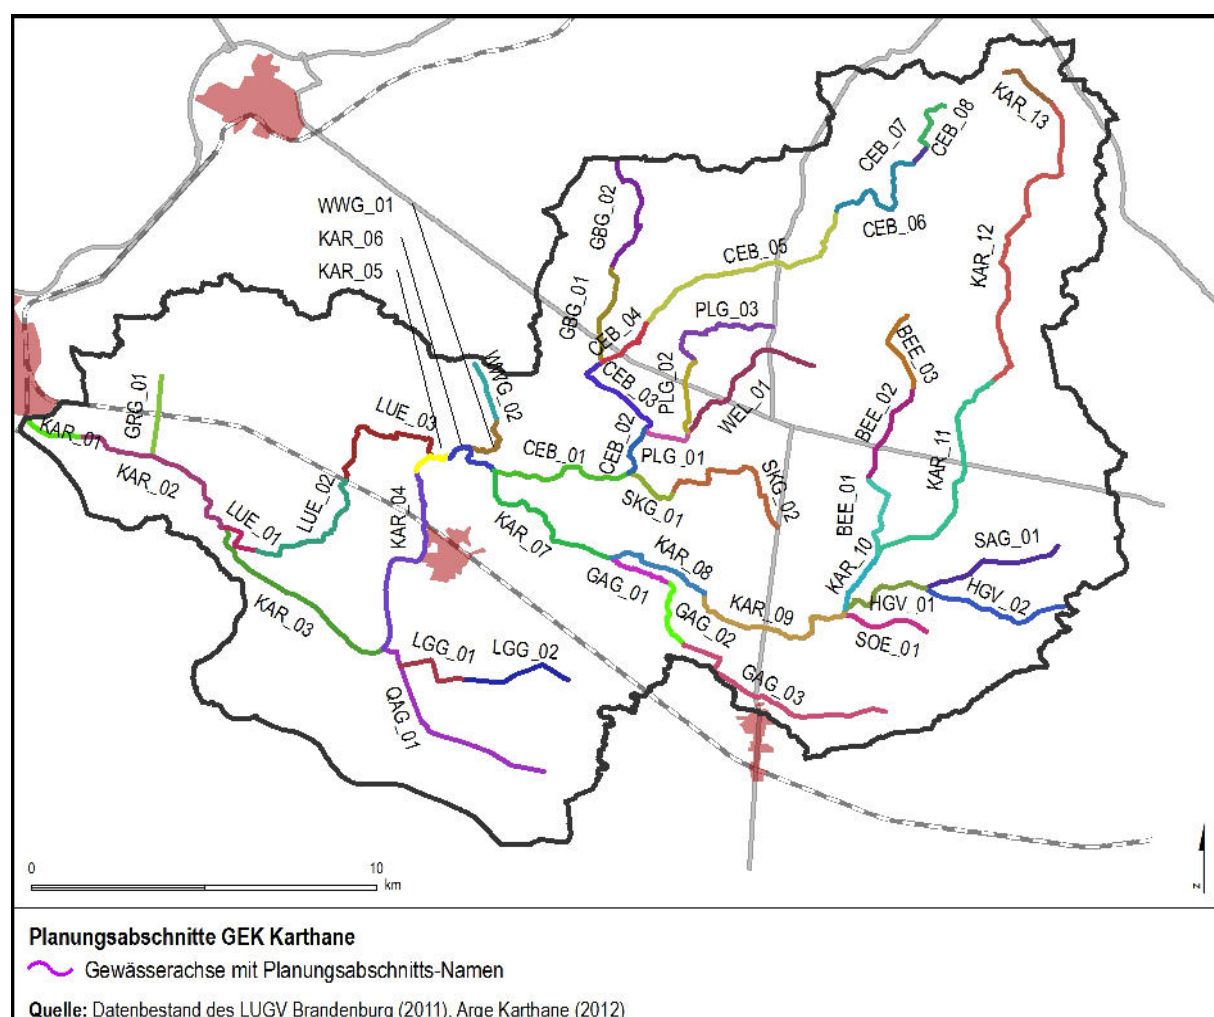 KAR_13
CEB_07
CEB_08
WWG_01
GBG_02
CEB_06
KAR_06
CEB_05
KAR_12
KAR_05
GBG_01
CEB_04
PLG_03
BEE_03
WWG_02
CEB_03
PLG_02
WEL_01
GRG_01
LUE_03
BEE_02
KAR_01
KAR_11
KAR_02
CEB_01
CEB_02
PLG_01
LUE_02
SKG_01
SKG_02
BEE_01
LUE_01
KAR_04
KAR_07
KAR_08
KAR_10
SAG_01
GAG_01
KAR_09
HGV_01
HGV_02
KAR_03
GAG_02
SOE_01
LGG_01
LGG_02
GAG_03
QAG_01
0
10
km
z
Planungsabschnitte GEK Karthane
Gewässerachse mit Planungsabschnitts-Namen
Quelle: Datenbestand des LUGV Brandenburg (2011), Arge Karthane (2012)